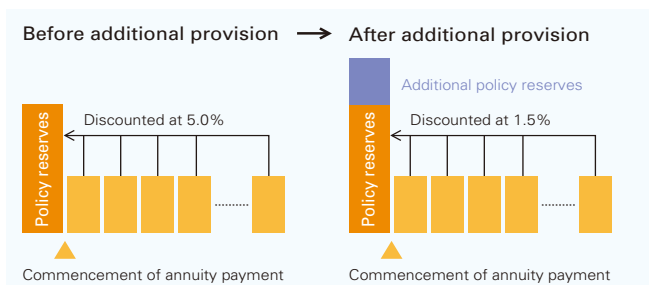 Before additional provision → After additional provision
Additional policy reserves
Discounted at 5.0%
Discounted at 1.5%
Policy reserves
Policy reserves
Commencement of annuity payment
Commencement of annuity payment